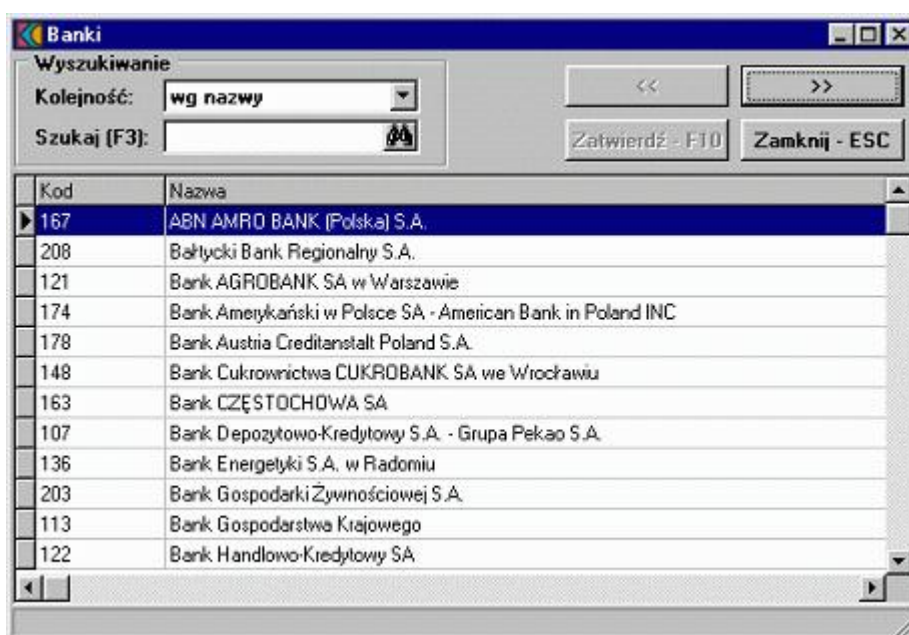 Banki
Wyszukiwanie
Kolejność: wg nazwy
Szukaj (F3):
<< >>
Zatwierdź - F10 Zamknij - ESC
Kod Nazwa
167 ABN AMRO BANK (Polska) S.A.
208 Bałtycki Bank Regionalny S.A.
121 Bank AGROBANK SA w Warszawie
174 Bank Amerykański w Polsce SA - American Bank in Poland INC
178 Bank Austria Creditanstalt Poland S.A.
148 Bank Cukrownictwa CUKROBANK SA we Wrocławiu
163 Bank CZĘSTOCHOWA SA
107 Bank Depozytowo-Kredytowy S.A. - Grupa Pekao S.A.
136 Bank Energetyki S.A. w Radomiu
203 Bank Gospodarki Żywnościowej S.A.
113 Bank Gospodarstwa Krajowego
122 Bank Handlowo-Kredytowy SA